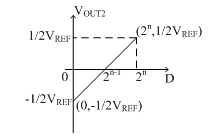 V_OUT2
1/2V_REF
(2^n,1/2V_REF)
0
2^n-1
2^n
D
-1/2V_REF
(0,-1/2V_REF)